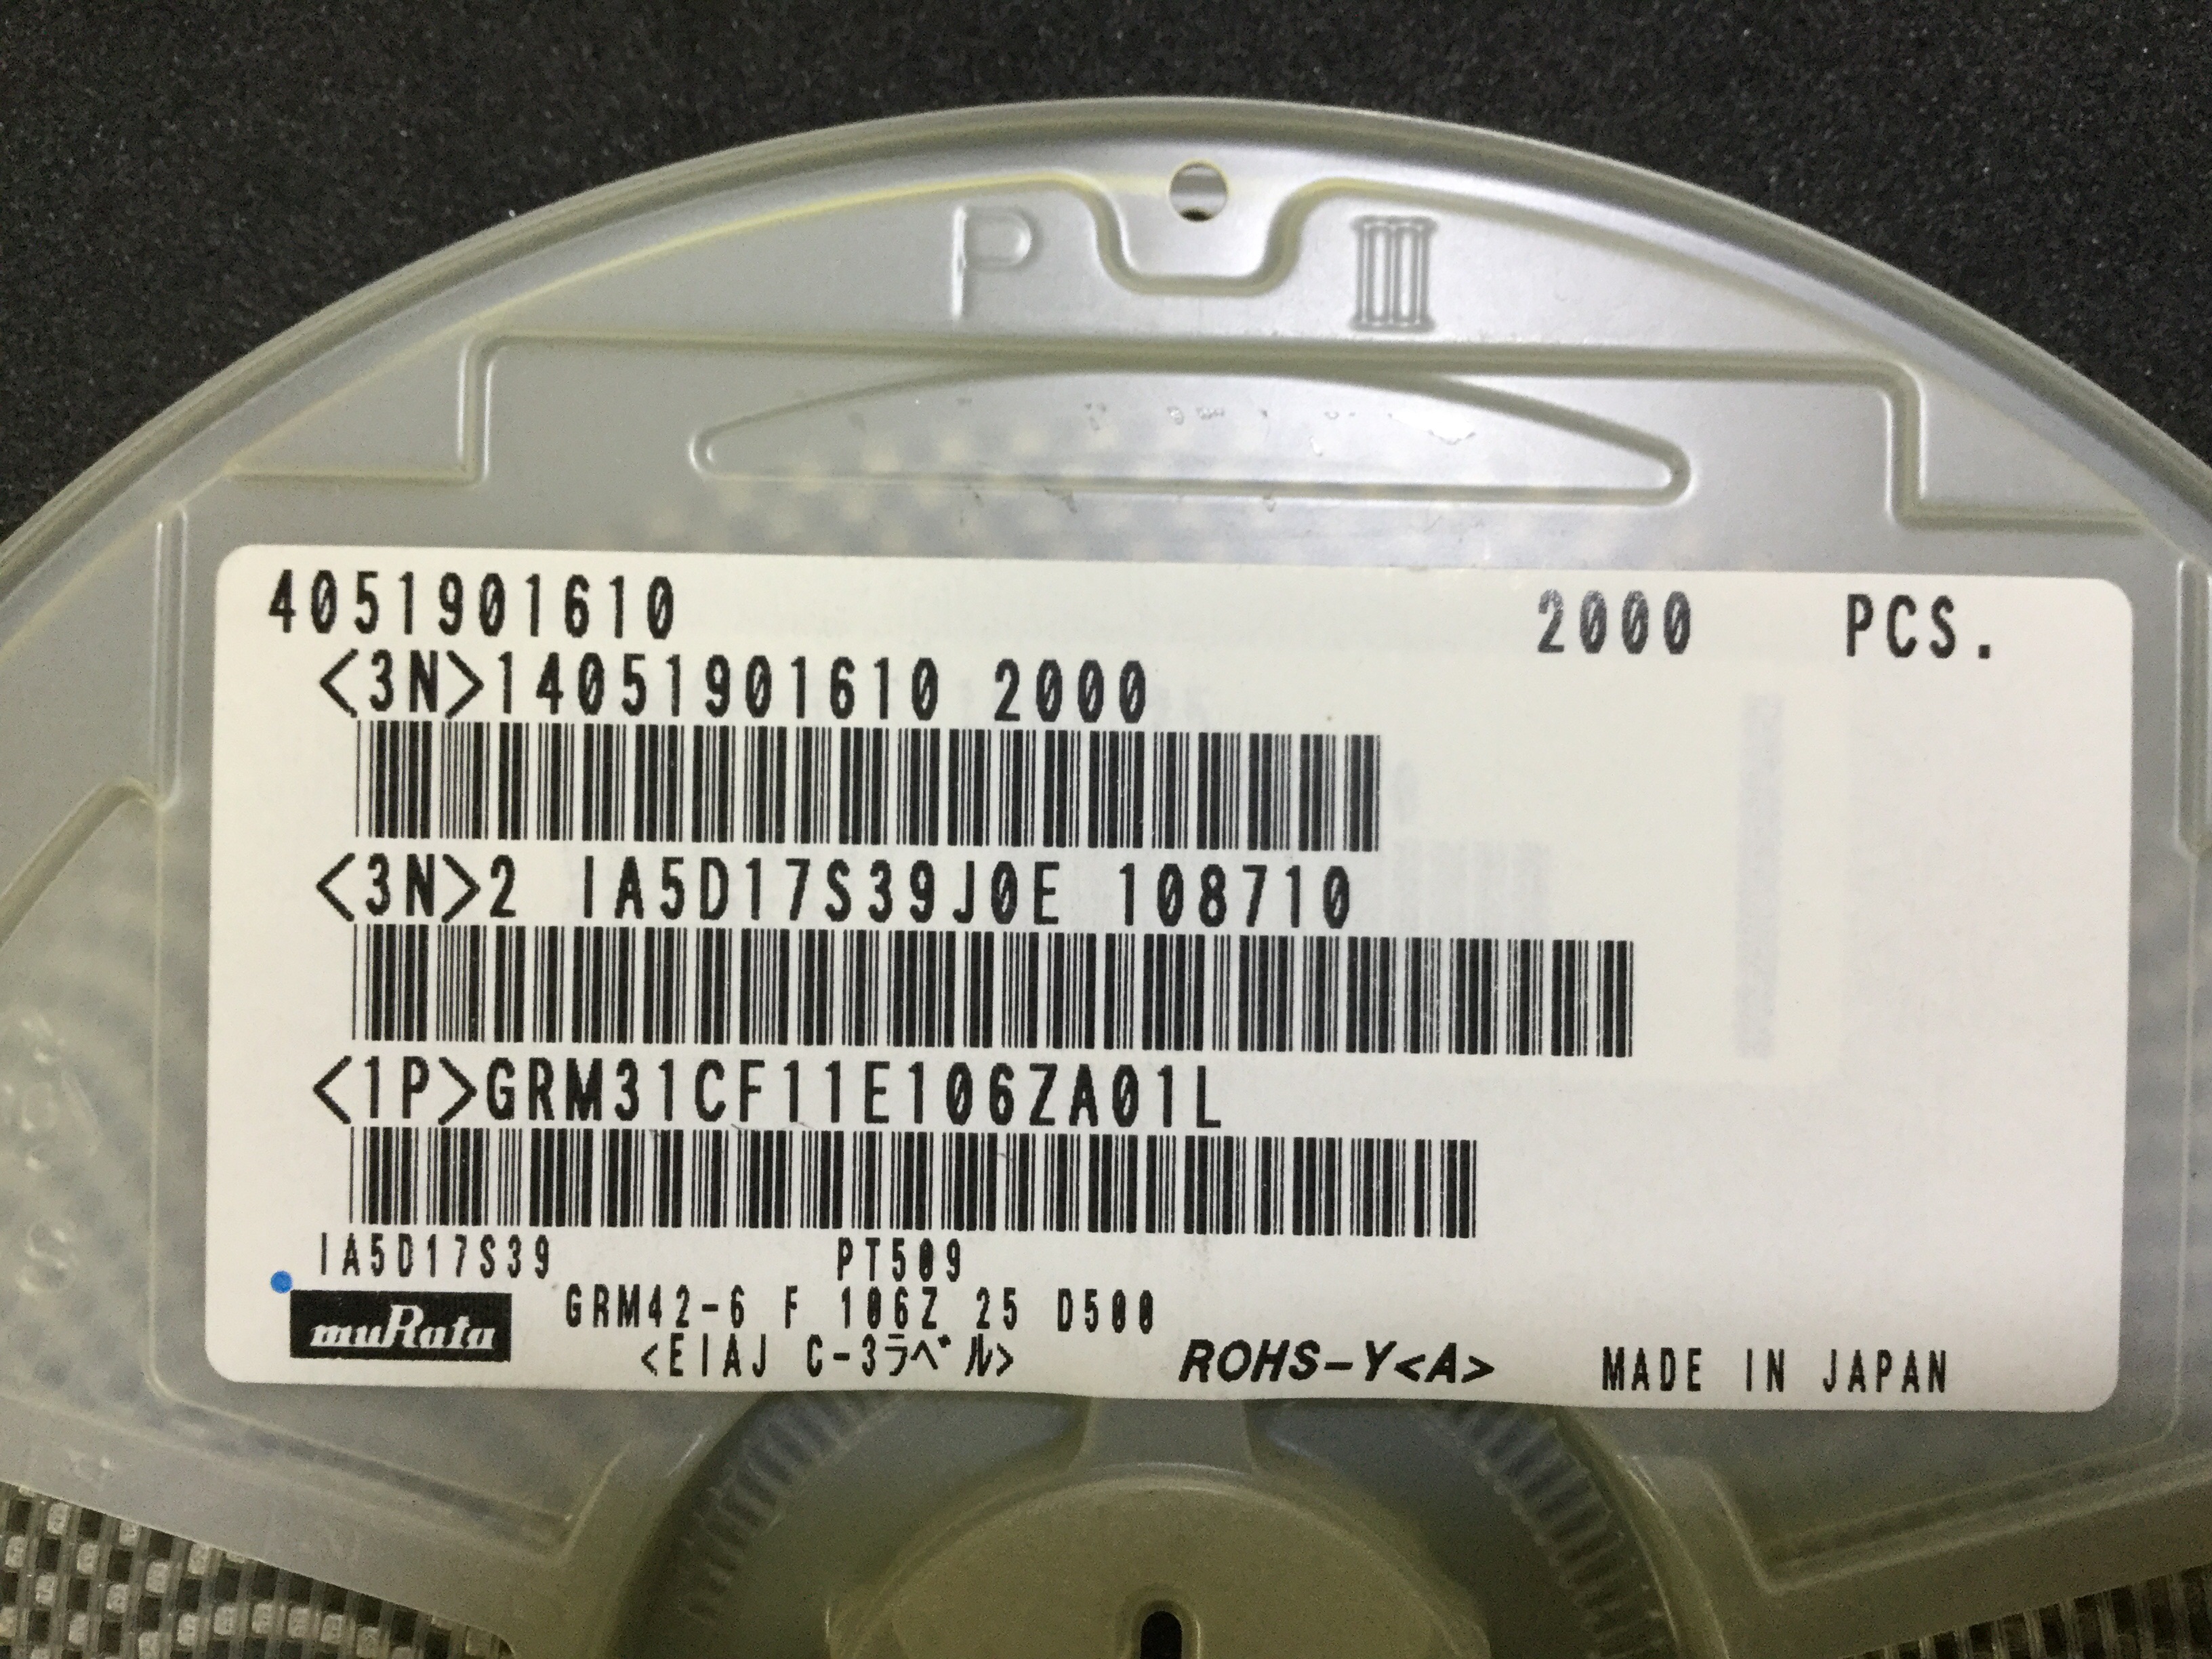 P III
4051901610 2000 PCS.
<3N>14051901610 2000
<3N>2 IA5D17S39J0E 108710
<1P>GRM31CF11E106ZA01L
IA5D17S39 PT509
GRM42-6 F 106Z 25 D500
muRata
<EIAJ C-3ラベル> ROHS-Y<A> MADE IN JAPAN